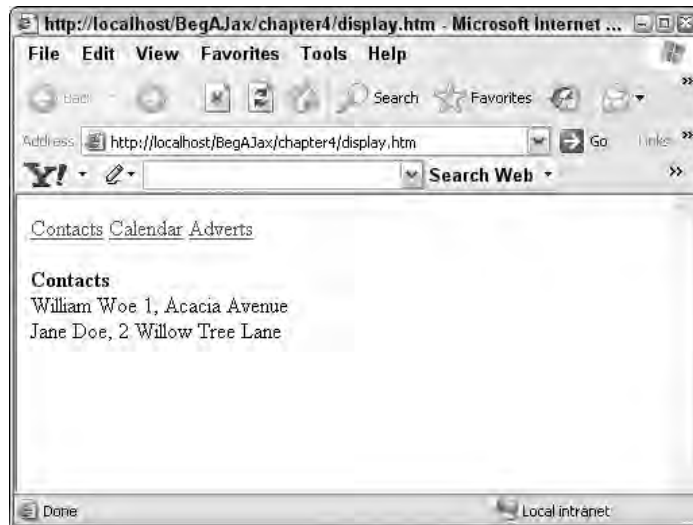 http://localhost/BegAJax/chapter4/display.htm - Microsoft Internet ...
File Edit View Favorites Tools Help
Back Search Favorites »
Address http://localhost/BegAJax/chapter4/display.htm Go Links »
Y! Search Web »
Contacts Calendar Adverts
Contacts
William Woe 1, Acacia Avenue
Jane Doe, 2 Willow Tree Lane
Done Local intranet